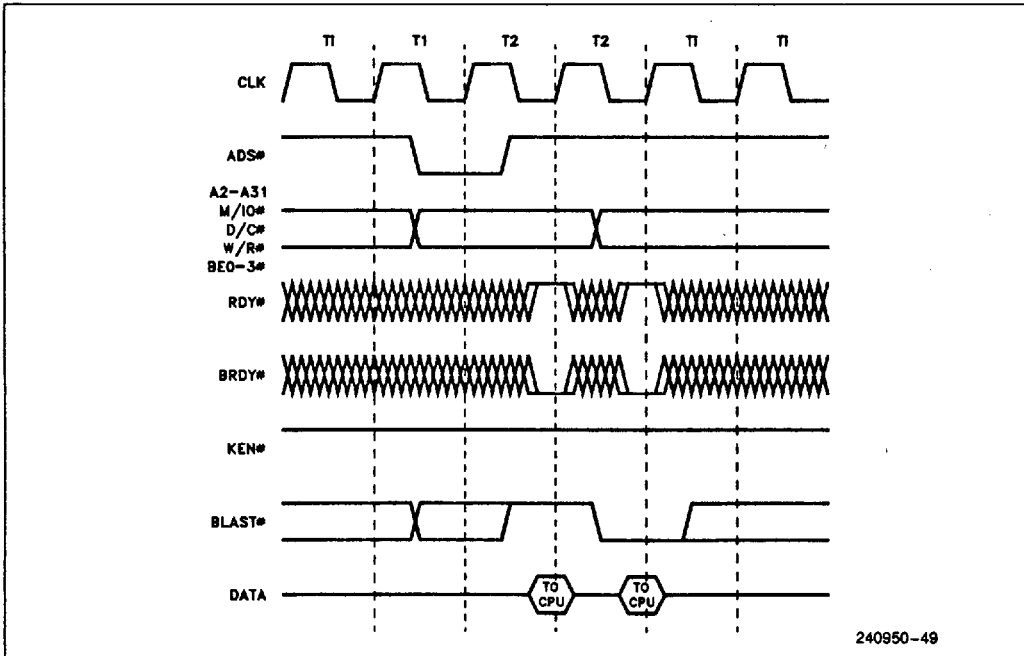 Ti T1 T2 T2 Ti Ti
CLK
ADS#
A2-A31
M/IO#
D/C#
W/R#
BE0-3#
RDY#
BRDY#
KEN#
BLAST#
DATA
TO CPU
TO CPU
240950-49